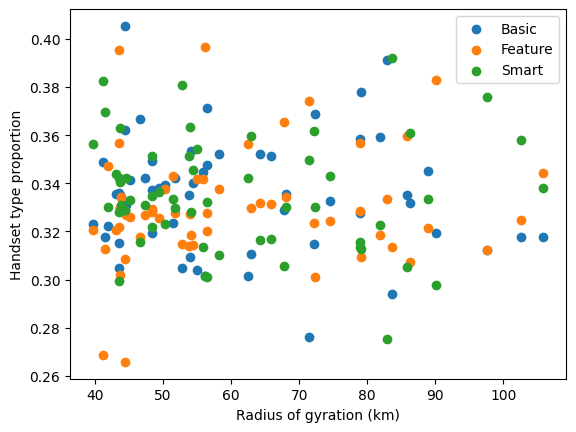 Basic
Feature
Smart
Handset type proportion
0.40
0.38
0.36
0.34
0.32
0.30
0.28
0.26
40 50 60 70 80 90 100
Radius of gyration (km)